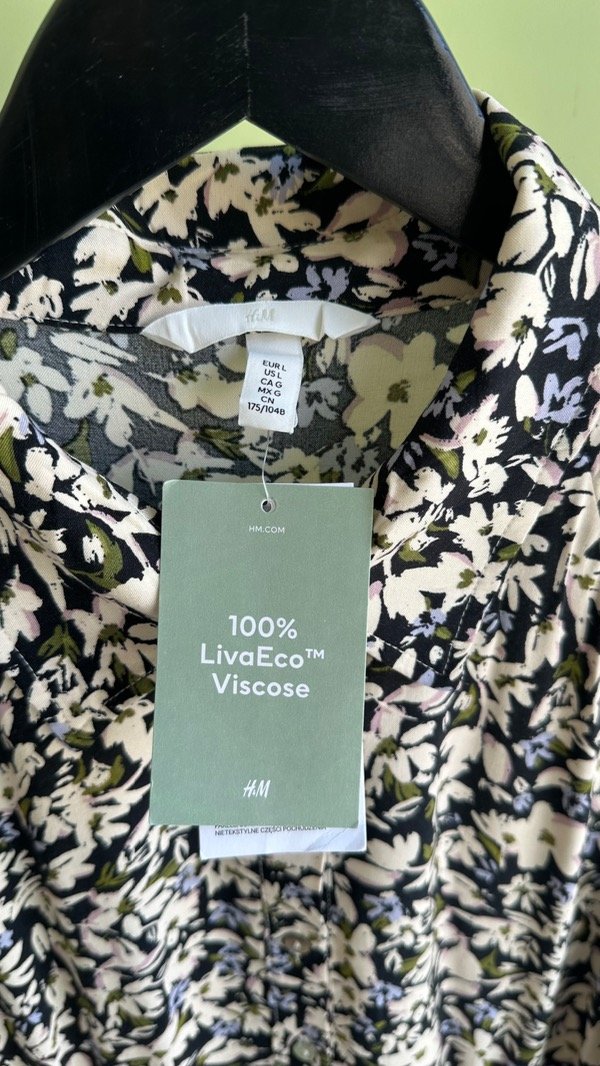 H&M
EUR L
US L
CA G
MX G
CN
175/104B
HM.COM
100%
LivaEco™
Viscose
H&M
NIETEKSTYLNE CZĘŚCI POCHODZENIA